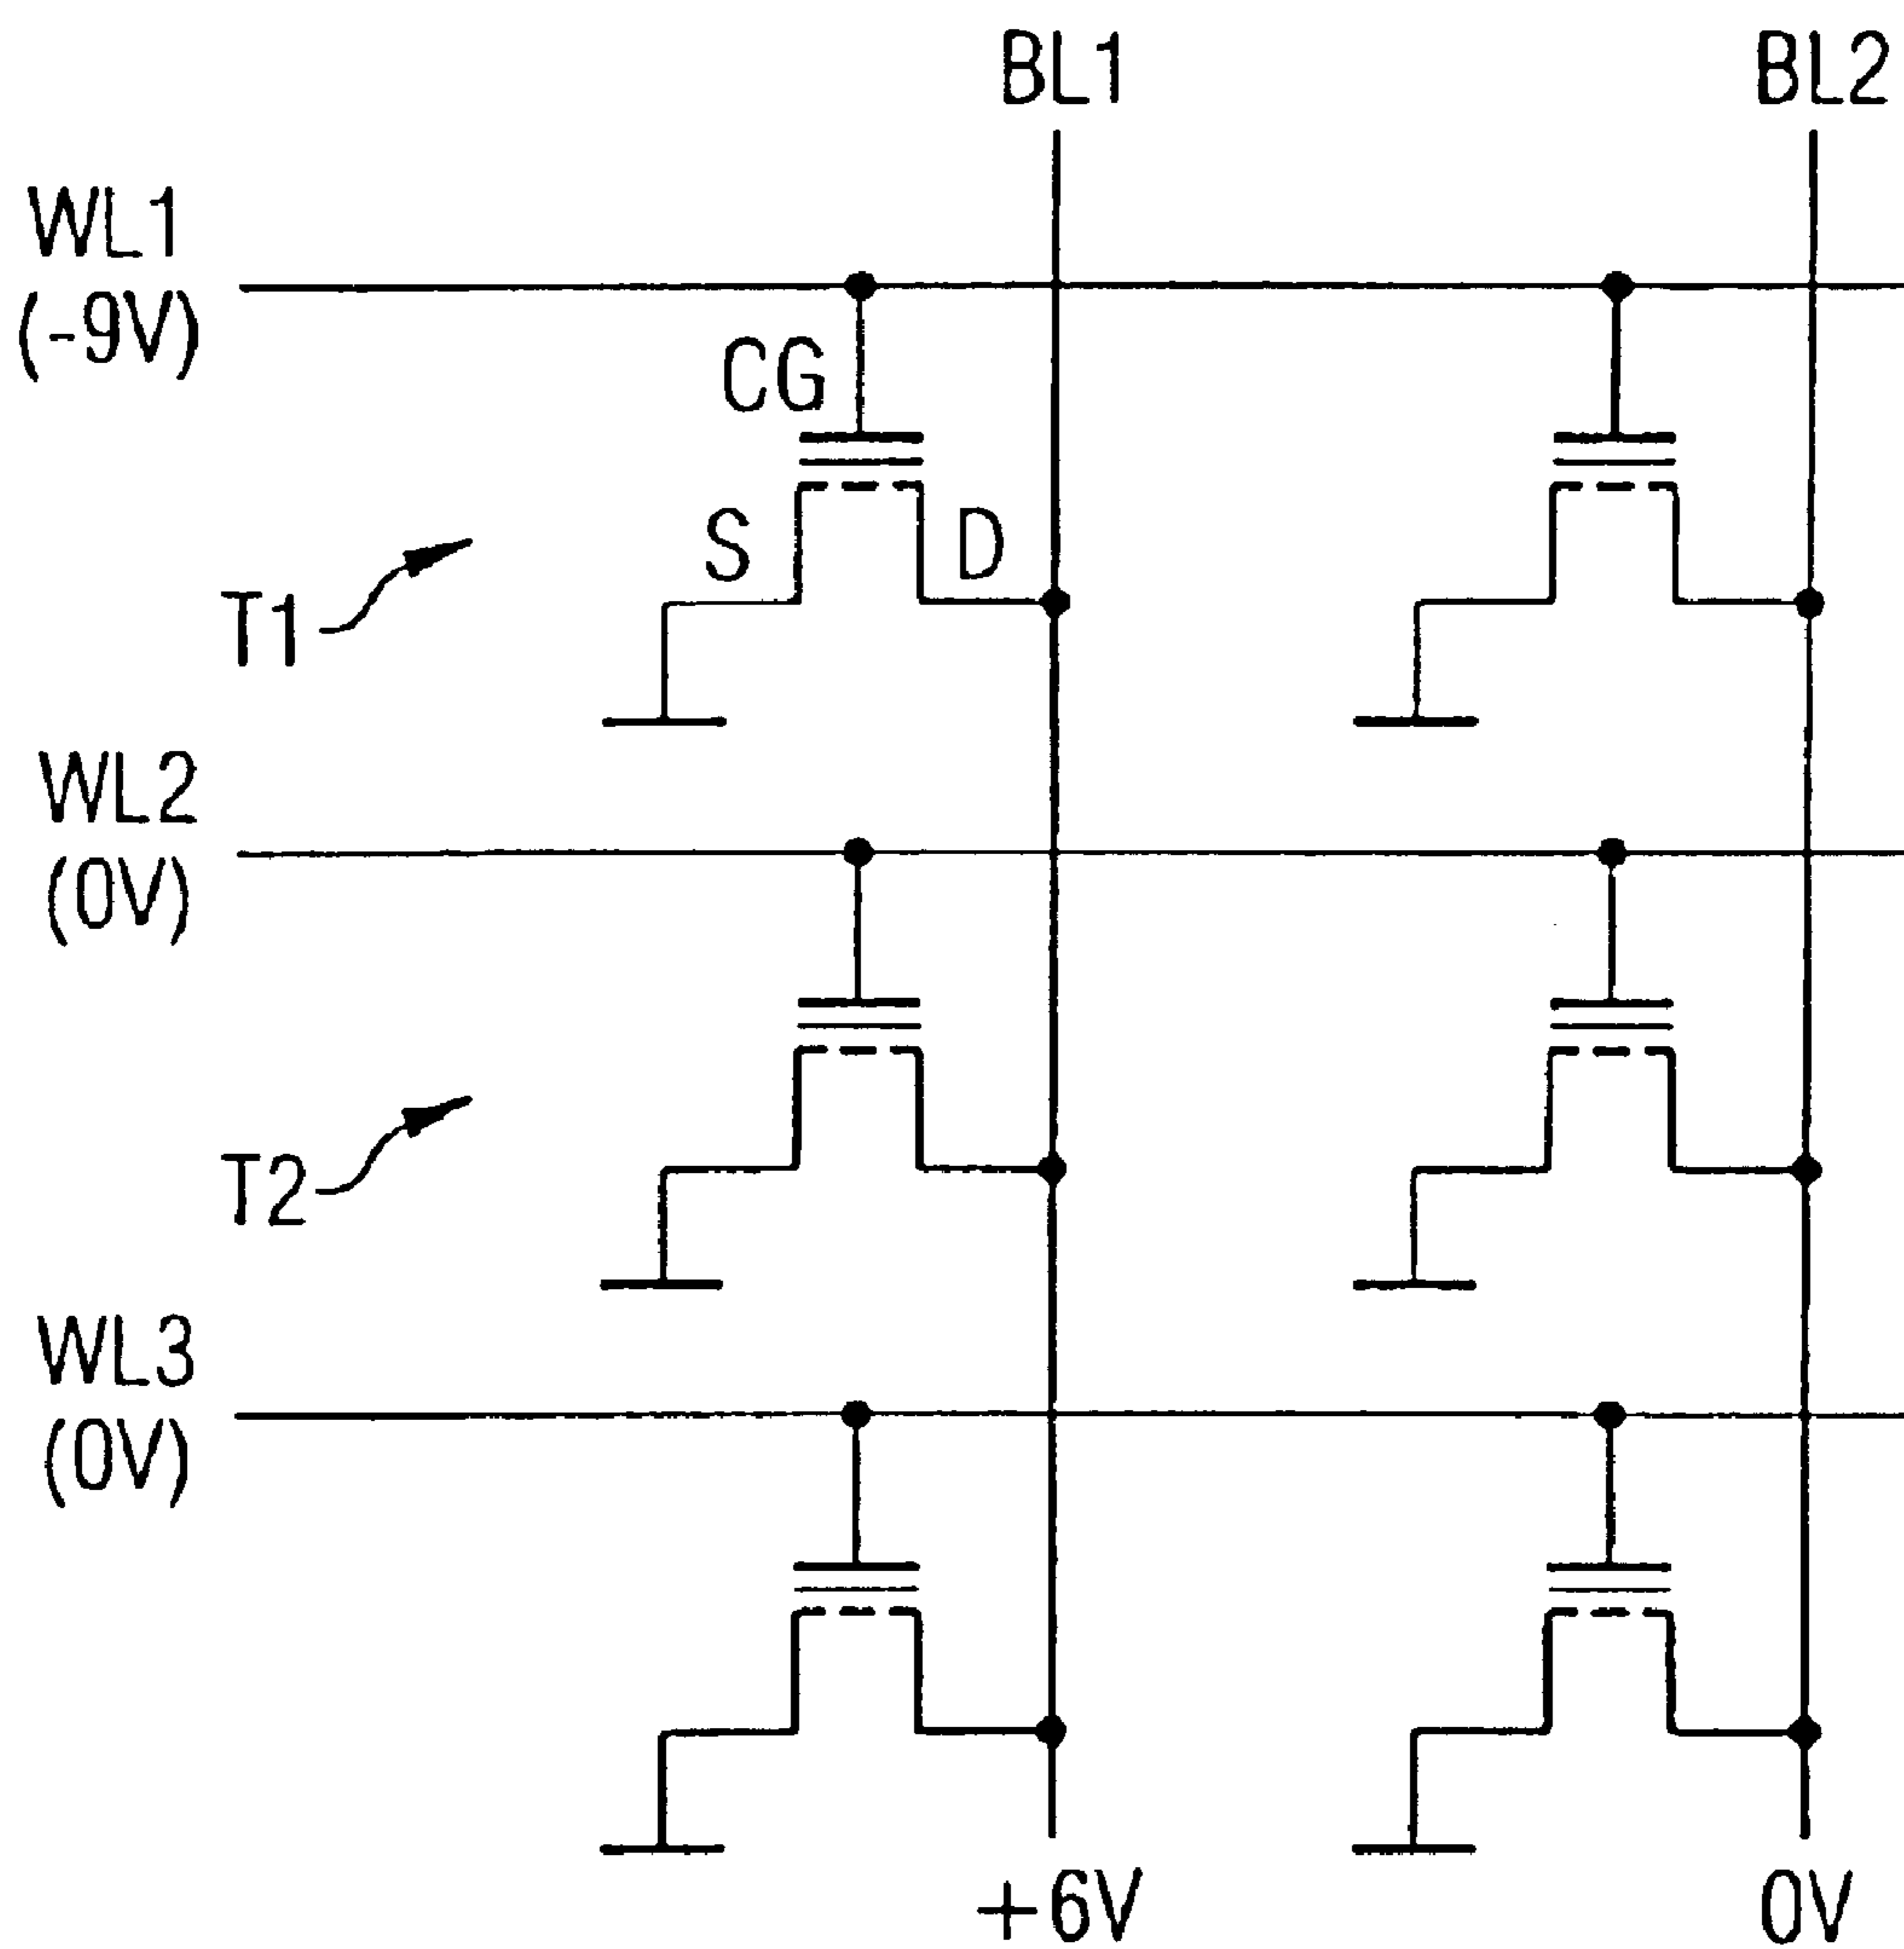 BL1
BL2
WL1
(-9V)
CG
S
D
T1
WL2
(0V)
T2
WL3
(0V)
+6V
0V